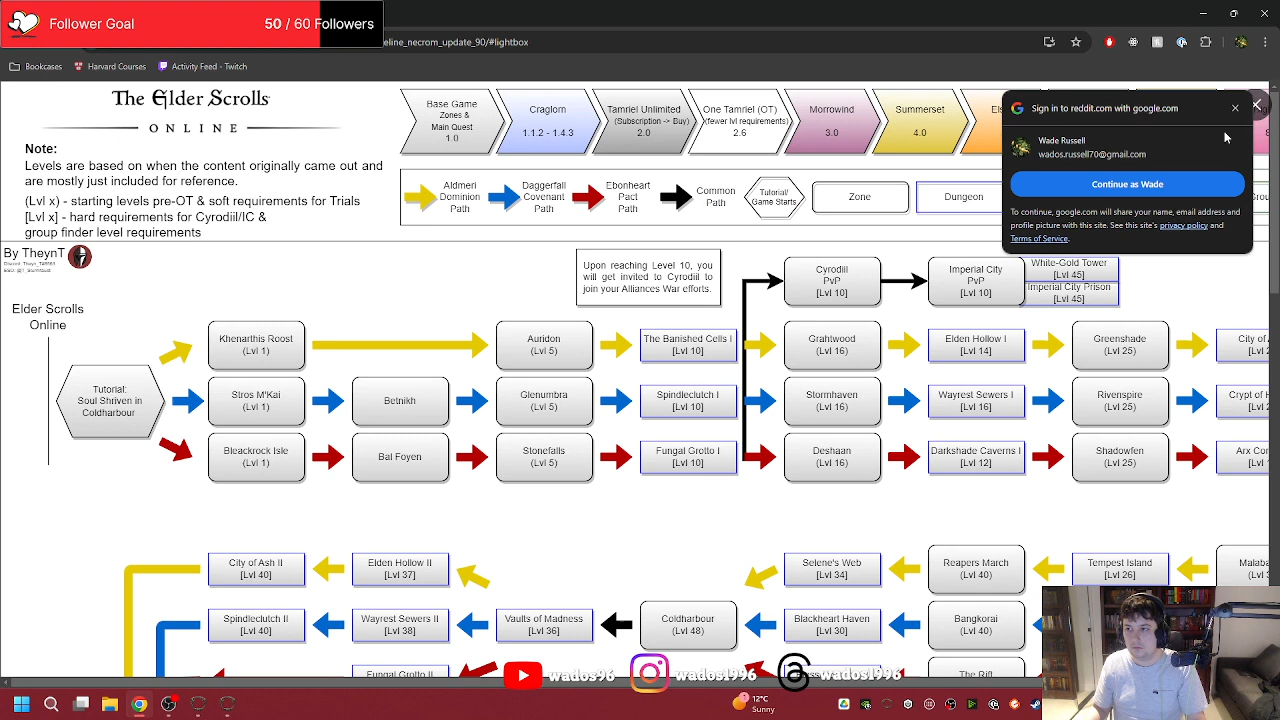 Follower Goal
50 / 60 Followers
eline_necrom_update_90/#lightbox
Bookcases
Harvard Courses
Activity Feed - Twitch
The Elder Scrolls
ONLINE
Note:
Levels are based on when the content originally came out and
are mostly just included for reference.
(Lvl x) - starting levels pre-OT & soft requirements for Trials
[Lvl x] - hard requirements for Cyrodiil/IC &
group finder level requirements
By TheynT
Base Game
Zones &
Main Quest
1.0
Craglorn
1.1.2 - 1.4.3
Tamriel Unlimited
(Subscription -> Buy)
2.0
One Tamriel (OT)
(fewer lvl requirements)
2.6
Morrowind
3.0
Summerset
4.0
Els
Aldmeri
Dominion
Path
Daggerfall
Covenant
Path
Ebonheart
Pact
Path
Common
Path
Tutorial/
Game Starts
Zone
Dungeon
Sign in to reddit.com with google.com
Wade Russell
wados.russell70@gmail.com
Continue as Wade
To continue, google.com will share your name, email address and
profile picture with this site. See this site's privacy policy and
Terms of Service.
Upon reaching Level 10, you
will get invited to Cyrodiil to
join your Alliances War efforts.
Cyrodiil
PvP
[Lvl 10]
Imperial City
PvP
[Lvl 10]
White-Gold Tower
[Lvl 45]
Imperial City Prison
[Lvl 45]
Elder Scrolls
Online
Tutorial:
Soul Shriven in
Coldharbour
Khenarthis Roost
(Lvl 1)
Auridon
(Lvl 5)
The Banished Cells I
[Lvl 10]
Grahtwood
(Lvl 16)
Elden Hollow I
[Lvl 14]
Greenshade
(Lvl 25)
City of
Stros M'Kai
(Lvl 1)
Betnikh
Glenumbra
(Lvl 5)
Spindleclutch I
[Lvl 10]
Stormhaven
(Lvl 16)
Wayrest Sewers I
[Lvl 16]
Rivenspire
(Lvl 25)
Crypt of H
Bleackrock Isle
(Lvl 1)
Bal Foyen
Stonefalls
(Lvl 5)
Fungal Grotto I
[Lvl 10]
Deshaan
(Lvl 16)
Darkshade Caverns I
[Lvl 12]
Shadowfen
(Lvl 25)
Arx Cor
City of Ash II
[Lvl 40]
Elden Hollow II
[Lvl 37]
Selene's Web
[Lvl 34]
Reapers March
(Lvl 40)
Tempest Island
[Lvl 26]
Malaba
Spindleclutch II
[Lvl 40]
Wayrest Sewers II
[Lvl 38]
Vaults of Madness
[Lvl 36]
Coldharbour
(Lvl 48)
Blackheart Haven
[Lvl 30]
Bangkorai
(Lvl 40)
Fungal Grotto II
The Rift
wados96
wados1996
wados1996
12°C
Sunny